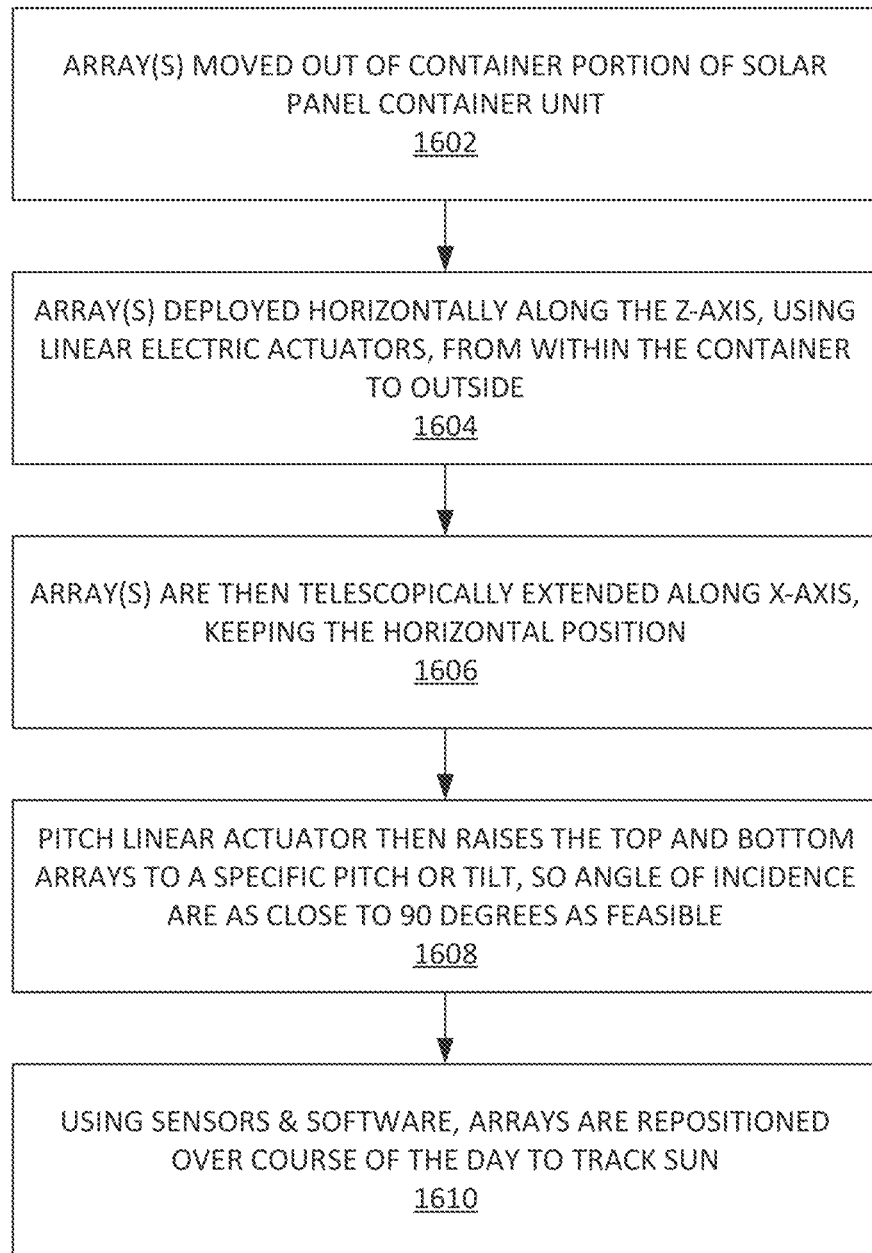 ARRAY(S) MOVED OUT OF CONTAINER PORTION OF SOLAR
PANEL CONTAINER UNIT
1602
ARRAY(S) DEPLOYED HORIZONTALLY ALONG THE Z-AXIS, USING
LINEAR ELECTRIC ACTUATORS, FROM WITHIN THE CONTAINER
TO OUTSIDE
1604
ARRAY(S) ARE THEN TELESCOPICALLY EXTENDED ALONG X-AXIS,
KEEPING THE HORIZONTAL POSITION
1606
PITCH LINEAR ACTUATOR THEN RAISES THE TOP AND BOTTOM
ARRAYS TO A SPECIFIC PITCH OR TILT, SO ANGLE OF INCIDENCE
ARE AS CLOSE TO 90 DEGREES AS FEASIBLE
1608
USING SENSORS & SOFTWARE, ARRAYS ARE REPOSITIONED
OVER COURSE OF THE DAY TO TRACK SUN
1610